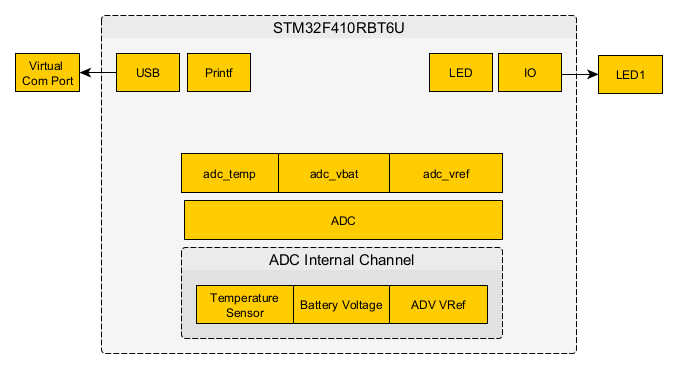 STM32F410RBT6U
Virtual
Com Port
USB
Printf
LED
IO
LED1
adc_temp
adc_vbat
adc_vref
ADC
ADC Internal Channel
Temperature
Sensor
Battery Voltage
ADV VRef